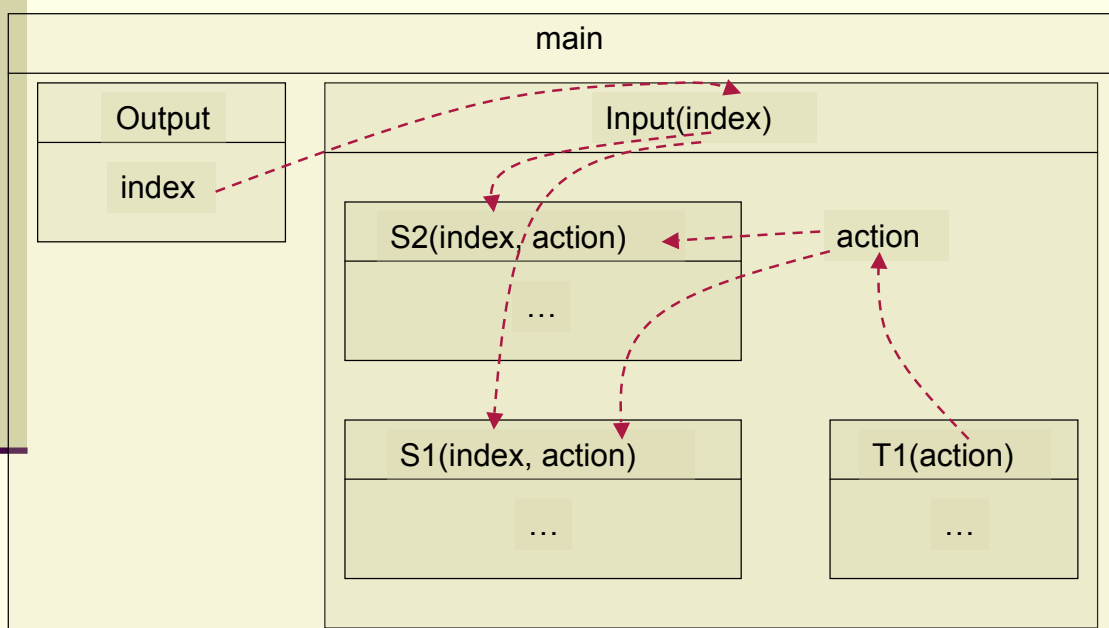 main
Output
index
Input(index)
S2(index, action)
…
action
S1(index, action)
…
T1(action)
…